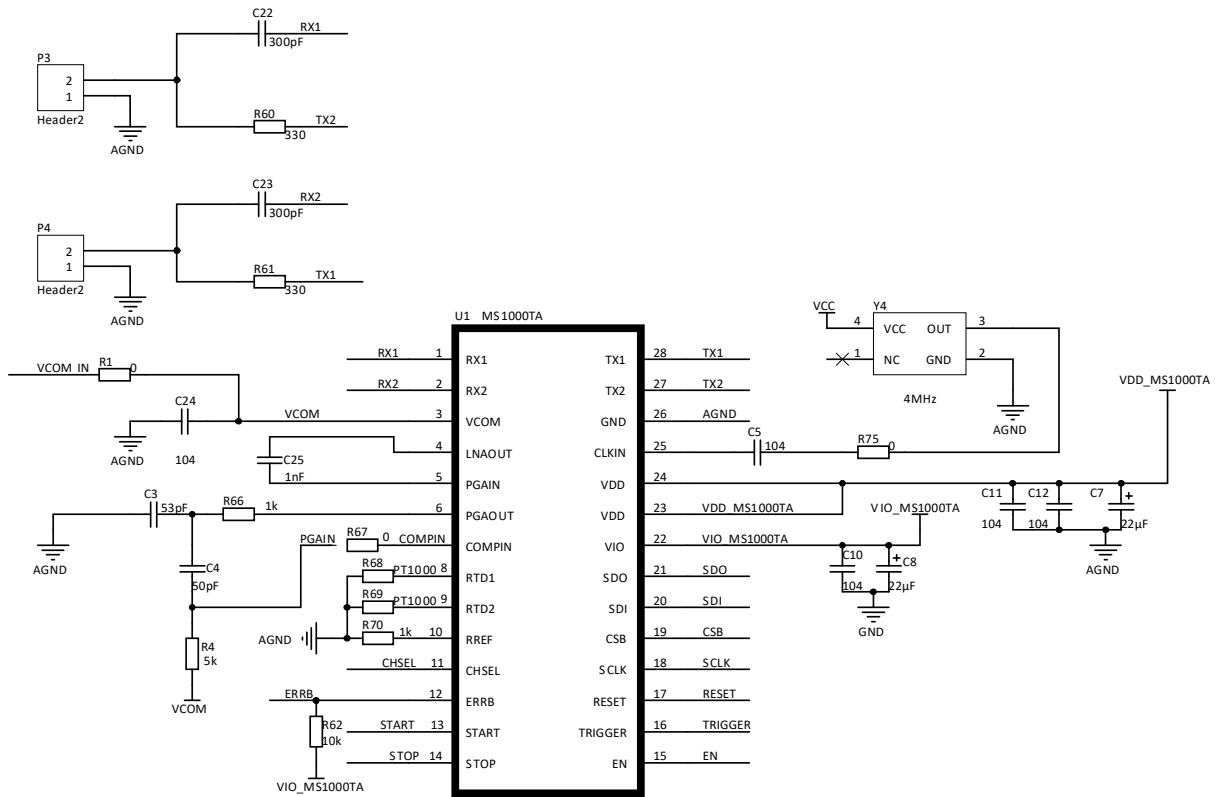 C22
RX1
300pF
P3
2
1
Header2
AGND
R60
TX2
330
C23
RX2
300pF
P4
2
1
Header2
AGND
R61
TX1
330
U1 MS1000TA
RX1 1 RX1
RX2 2 RX2
VCOM 3 VCOM
4 LNAOUT
5 PGAIN
6 PGAOUT
COMPIN COMPIN
PT1000 8 RTD1
PT1000 9 RTD2
1k 10 RREF
CHSEL 11 CHSEL
ERRB 12 ERRB
START 13 START
STOP 14 STOP
TX1 28 TX1
TX2 27 TX2
GND 26 AGND
CLKIN 25
VDD 24
VDD 23 VDD_MS1000TA
VIO 22 VIO_MS1000TA
SDO 21 SDO
SDI 20 SDI
CSB 19 CSB
SCLK 18 SCLK
RESET 17 RESET
TRIGGER 16 TRIGGER
EN 15 EN
VCOM_IN R1 0
C24
AGND
104
C25
1nF
C3
53pF
R66
1k
AGND
C4
50pF
PGAIN
R67
0
R68
R69
R70
AGND
R4
5k
VCOM
R62
10k
VIO_MS1000TA
VCC
Y4
4 VCC OUT 3
1 NC GND 2
4MHz
AGND
C5
104
R75
0
VDD_MS1000TA
C11
104
C12
104
C7
+
22μF
AGND
VIO_MS1000TA
C10
104
+
C8
22μF
GND